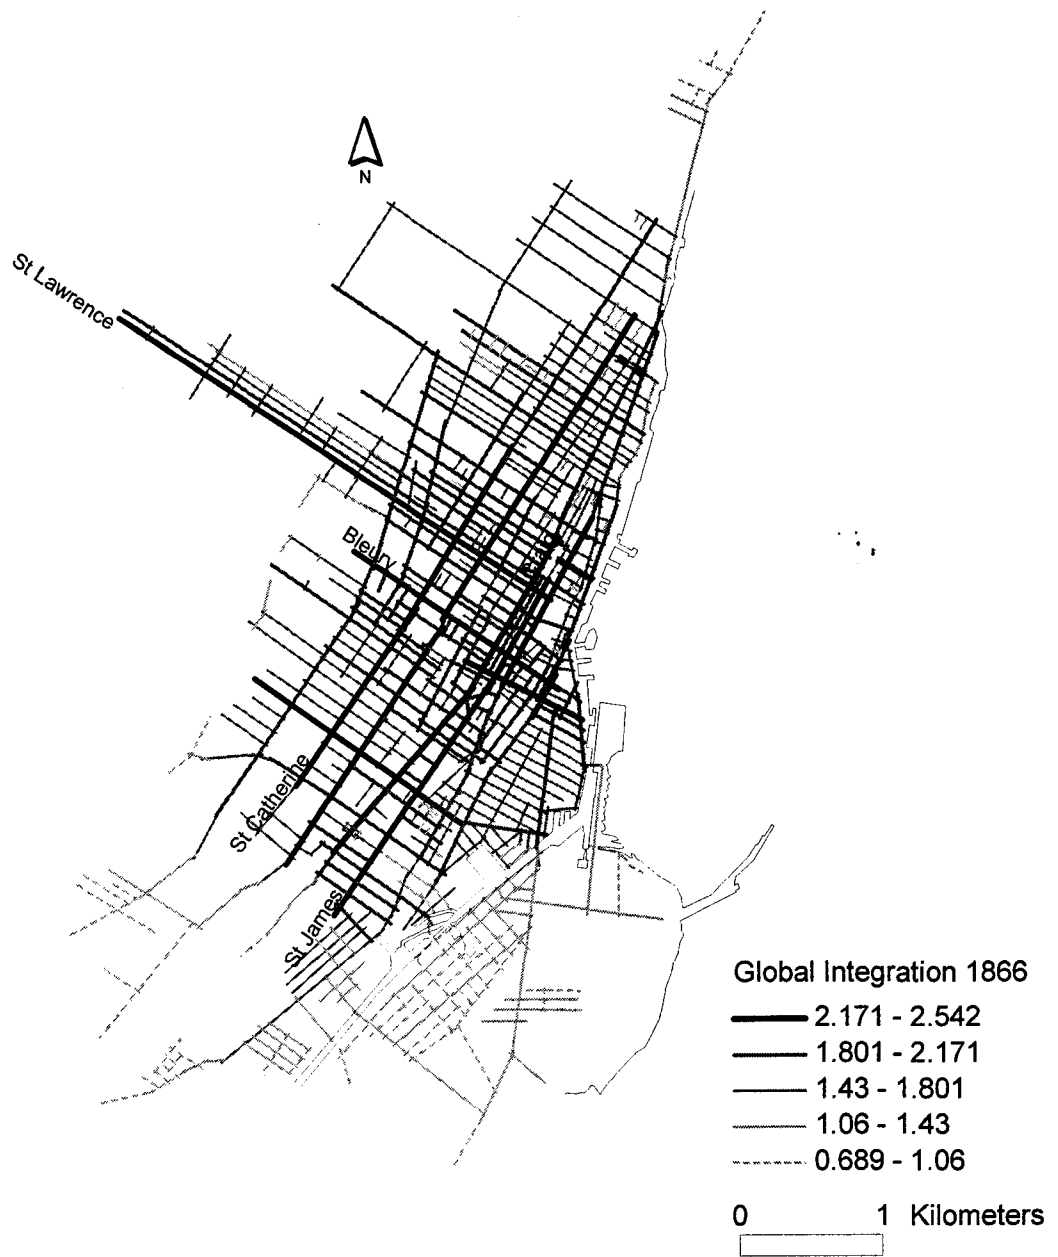 N
St Lawrence
Bleury
St Catherine
St James
Global Integration 1866
2.171 - 2.542
1.801 - 2.171
1.43 - 1.801
1.06 - 1.43
0.689 - 1.06
0 1 Kilometers